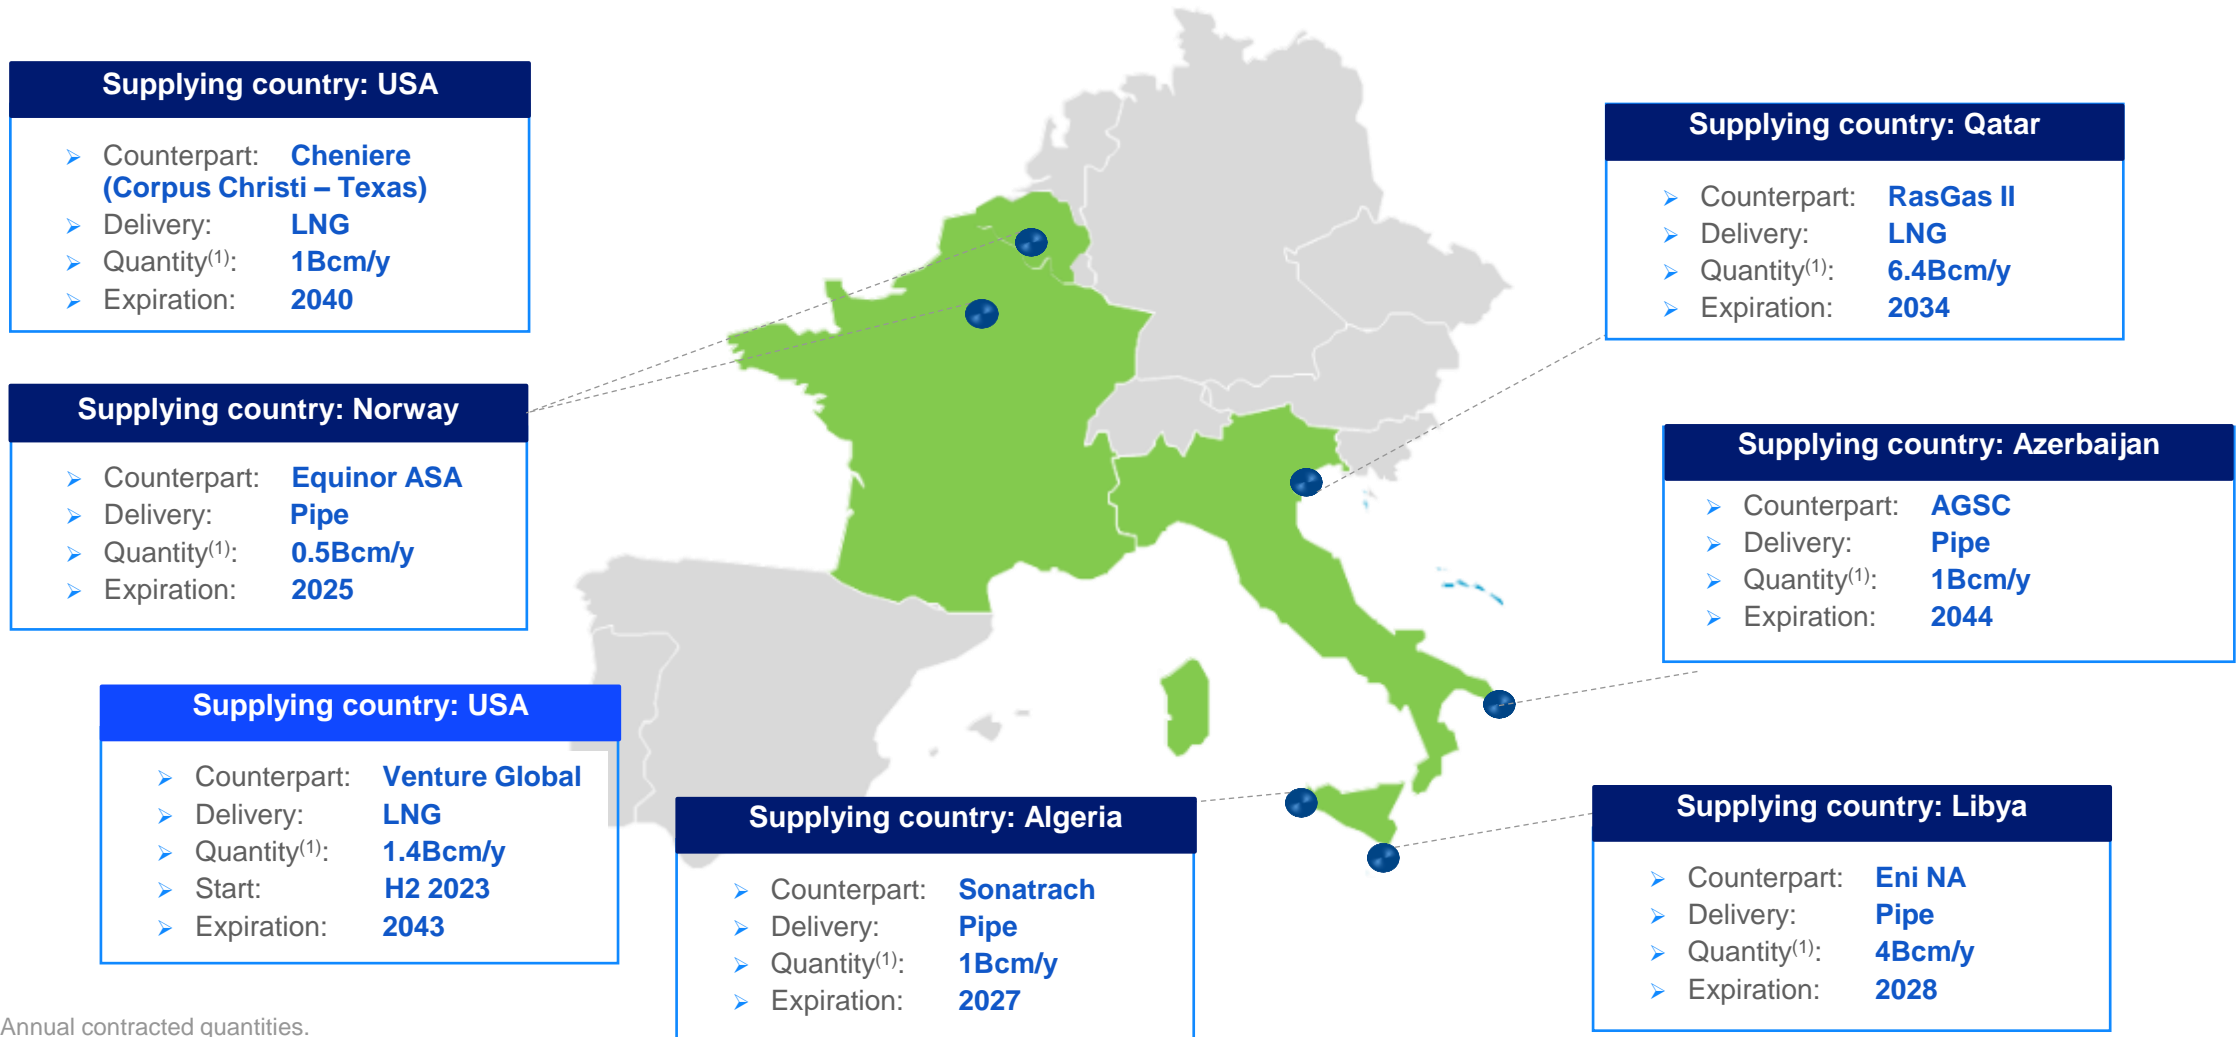 Supplying country: USA
➢ Counterpart: Cheniere
(Corpus Christi – Texas)
➢ Delivery: LNG
➢ Quantity(1): 1Bcm/y
➢ Expiration: 2040
Supplying country: Norway
➢ Counterpart: Equinor ASA
➢ Delivery: Pipe
➢ Quantity(1): 0.5Bcm/y
➢ Expiration: 2025
Supplying country: USA
➢ Counterpart: Venture Global
➢ Delivery: LNG
➢ Quantity(1): 1.4Bcm/y
➢ Start: H2 2023
➢ Expiration: 2043
Supplying country: Algeria
➢ Counterpart: Sonatrach
➢ Delivery: Pipe
➢ Quantity(1): 1Bcm/y
➢ Expiration: 2027
Supplying country: Qatar
➢ Counterpart: RasGas II
➢ Delivery: LNG
➢ Quantity(1): 6.4Bcm/y
➢ Expiration: 2034
Supplying country: Azerbaijan
➢ Counterpart: AGSC
➢ Delivery: Pipe
➢ Quantity(1): 1Bcm/y
➢ Expiration: 2044
Supplying country: Libya
➢ Counterpart: Eni NA
➢ Delivery: Pipe
➢ Quantity(1): 4Bcm/y
➢ Expiration: 2028
Annual contracted quantities.